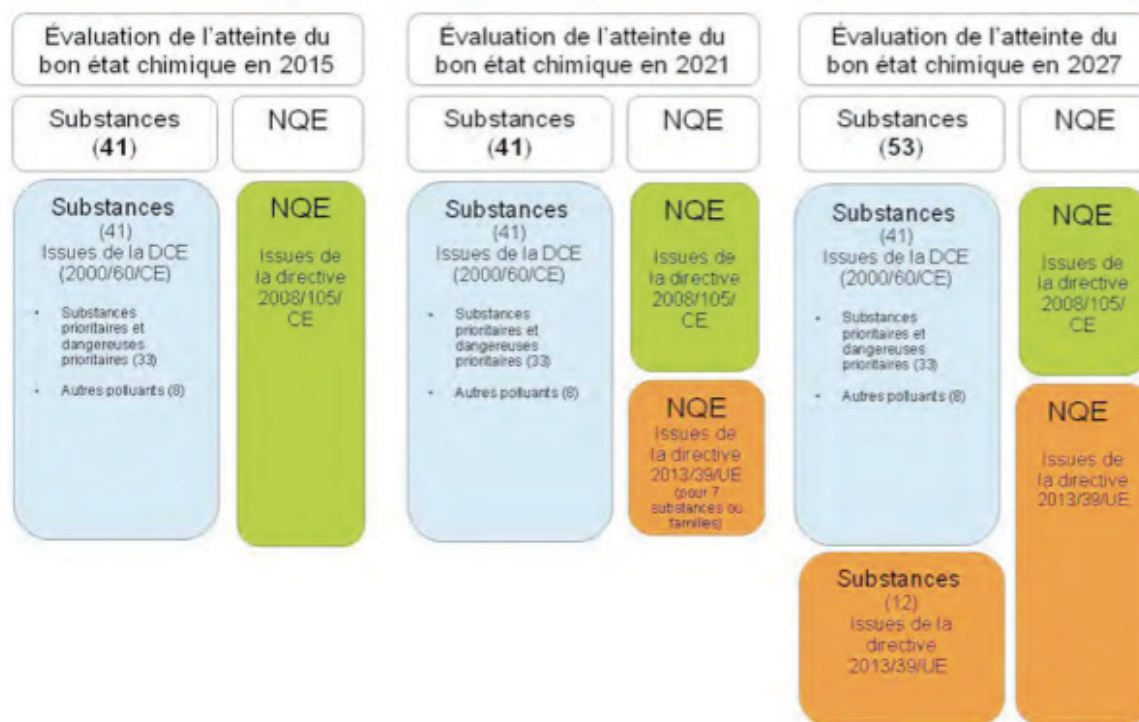 Évaluation de l'atteinte du
bon état chimique en 2015
Substances
(41)
NQE
Substances
(41)
Issues de la DCE
(2000/60/CE)
• Substances
prioritaires et
dangereuses
prioritaires (33)
• Autres polluants (8)
NQE
Issues de
la directive
2008/105/
CE
Évaluation de l'atteinte du
bon état chimique en 2021
Substances
(41)
NQE
Substances
(41)
Issues de la DCE
(2000/60/CE)
• Substances
prioritaires et
dangereuses
prioritaires (33)
• Autres polluants (8)
NQE
Issues de
la directive
2008/105/
CE
NQE
Issues de
la directive
2013/39/UE
(pour 7
substances ou
familles)
Évaluation de l'atteinte du
bon état chimique en 2027
Substances
(53)
NQE
Substances
(41)
Issues de la DCE
(2000/60/CE)
• Substances
prioritaires et
dangereuses
prioritaires (33)
• Autres polluants (8)
NQE
Issues de
la directive
2008/105/
CE
Substances
(12)
Issues de la
directive
2013/39/UE
NQE
Issues de
la directive
2013/39/UE